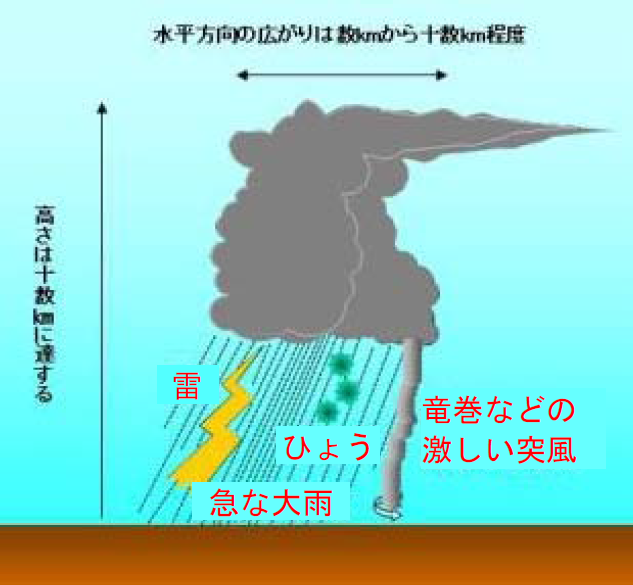 水平方向の広がりは数kmから十数km程度
高さは十数kmに達する
雷
竜巻などの
激しい突風
ひょう
急な大雨